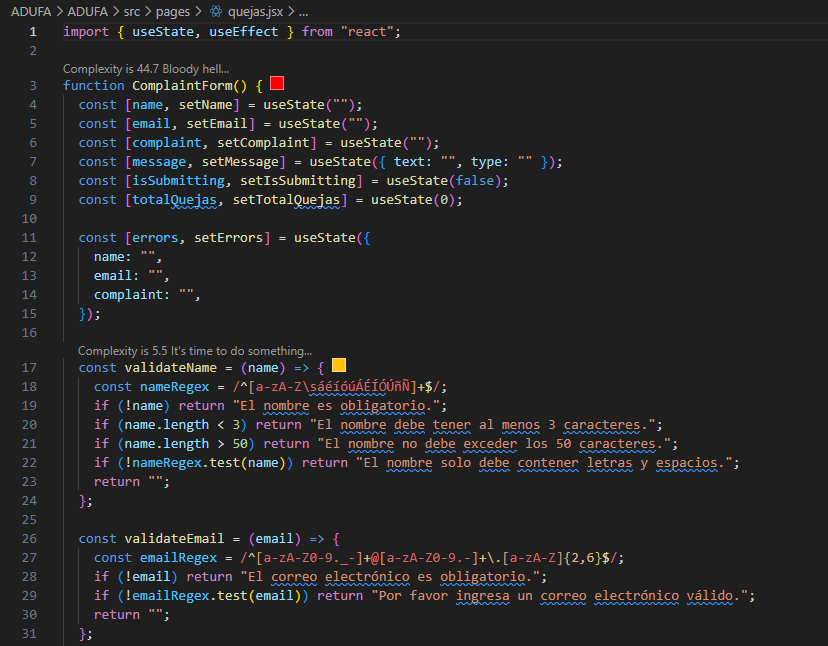 ADUFA > ADUFA > src > pages > quejas.jsx > ...
1 import { useState, useEffect } from "react";
2
Complexity is 44.7 Bloody hell...
3 function ComplaintForm() {
4 const [name, setName] = useState("");
5 const [email, setEmail] = useState("");
6 const [complaint, setComplaint] = useState("");
7 const [message, setMessage] = useState({ text: "", type: "" });
8 const [isSubmitting, setIsSubmitting] = useState(false);
9 const [totalQuejas, setTotalQuejas] = useState(0);
10
11 const [errors, setErrors] = useState({
12 name: "",
13 email: "",
14 complaint: "",
15 });
16
Complexity is 5.5 It's time to do something...
17 const validateName = (name) => {
18 const nameRegex = /^[a-zA-Z\sáéíóúÁÉÍÓÚñÑ]+$/;
19 if (!name) return "El nombre es obligatorio.";
20 if (name.length < 3) return "El nombre debe tener al menos 3 caracteres.";
21 if (name.length > 50) return "El nombre no debe exceder los 50 caracteres.";
22 if (!nameRegex.test(name)) return "El nombre solo debe contener letras y espacios.";
23 return "";
24 };
25
26 const validateEmail = (email) => {
27 const emailRegex = /^[a-zA-Z0-9._-]+@[a-zA-Z0-9.-]+\.[a-zA-Z]{2,6}$/;
28 if (!email) return "El correo electrónico es obligatorio.";
29 if (!emailRegex.test(email)) return "Por favor ingresa un correo electrónico válido.";
30 return "";
31 };